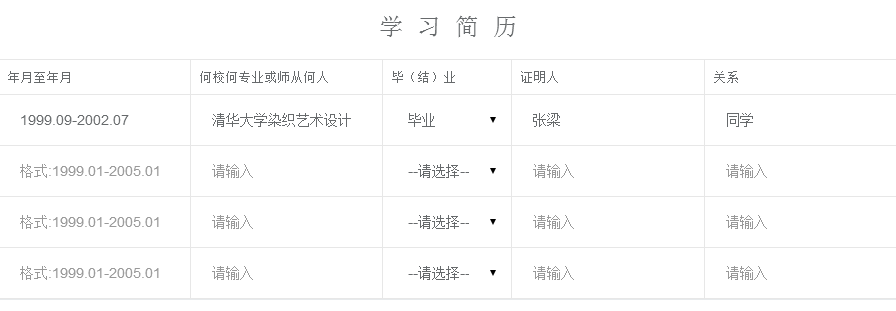 学习简历
年月至年月 何校何专业或师从何人 毕（结）业 证明人 关系
1999.09-2002.07 清华大学染织艺术设计 毕业 张梁 同学
格式:1999.01-2005.01 请输入 --请选择-- 请输入 请输入
格式:1999.01-2005.01 请输入 --请选择-- 请输入 请输入
格式:1999.01-2005.01 请输入 --请选择-- 请输入 请输入